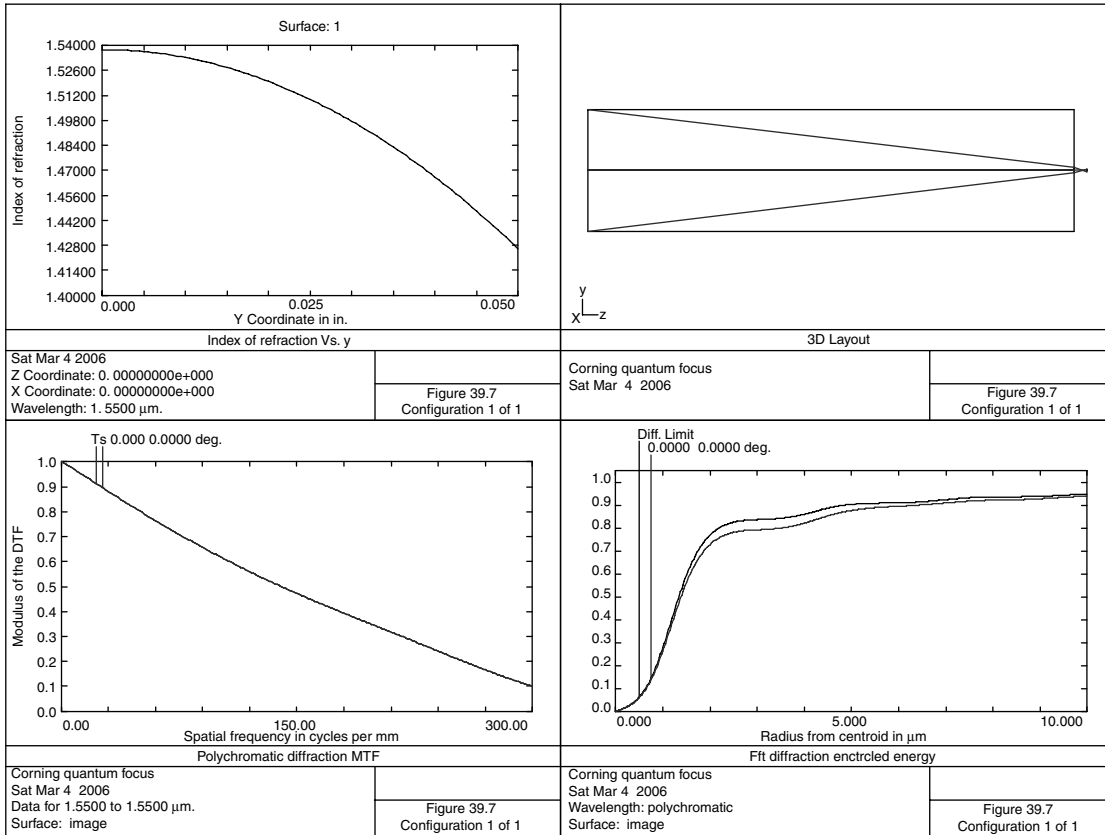 Surface: 1
1.54000
1.52600
1.51200
1.49800
1.48400
1.47000
1.45600
1.44200
1.42800
1.41400
1.40000
Index of refraction
0.000
0.025
0.050
Y Coordinate in in.
Index of refraction Vs. y
Sat Mar 4 2006
Z Coordinate: 0. 00000000e+000
X Coordinate: 0. 00000000e+000
Wavelength: 1. 5500 μm.
Figure 39.7
Configuration 1 of 1
y
X
z
3D Layout
Corning quantum focus
Sat Mar 4 2006
Figure 39.7
Configuration 1 of 1
Ts 0.000 0.0000 deg.
1.0
0.9
0.8
0.7
0.6
0.5
0.4
0.3
0.2
0.1
0.0
Modulus of the DTF
0.00
150.00
300.00
Spatial frequency in cycles per mm
Polychromatic diffraction MTF
Corning quantum focus
Sat Mar 4 2006
Data for 1.5500 to 1.5500 μm.
Surface: image
Figure 39.7
Configuration 1 of 1
Diff. Limit
0.0000 0.0000 deg.
1.0
0.9
0.8
0.7
0.6
0.5
0.4
0.3
0.2
0.1
0.0
0.000
5.000
10.000
Radius from centroid in μm
Fft diffraction enctrcled energy
Corning quantum focus
Sat Mar 4 2006
Wavelength: polychromatic
Surface: image
Figure 39.7
Configuration 1 of 1